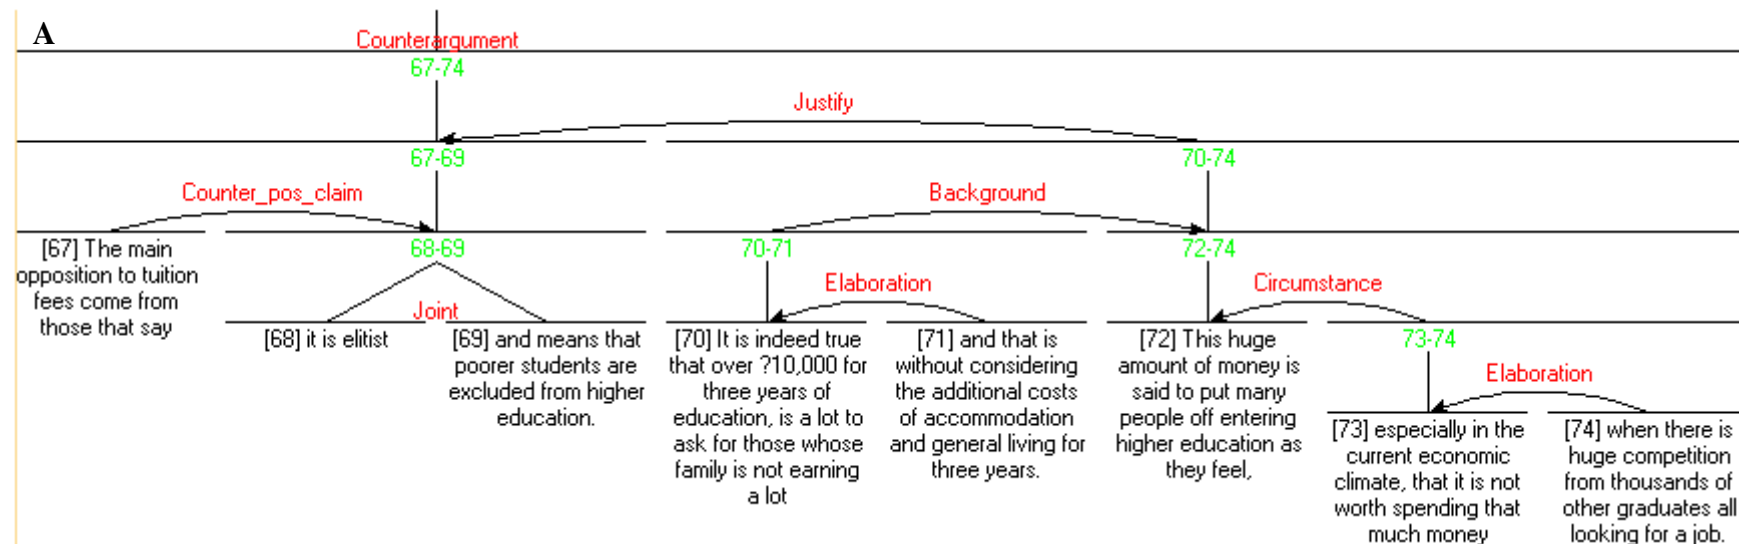 A
Counterargument
67-74
Justify
67-69
70-74
Counter_pos_claim
Background
[67] The main
opposition to tuition
fees come from
those that say
68-69
70-71
72-74
Joint
Elaboration
Circumstance
[68] it is elitist
[69] and means that
poorer students are
excluded from higher
education.
[70] It is indeed true
that over ?10,000 for
three years of
education, is a lot to
ask for those whose
family is not earning
a lot
[71] and that is
without considering
the additional costs
of accommodation
and general living for
three years.
[72] This huge
amount of money is
said to put many
people off entering
higher education as
they feel,
73-74
Elaboration
[73] especially in the
current economic
climate, that it is not
worth spending that
much money
[74] when there is
huge competition
from thousands of
other graduates all
looking for a job.